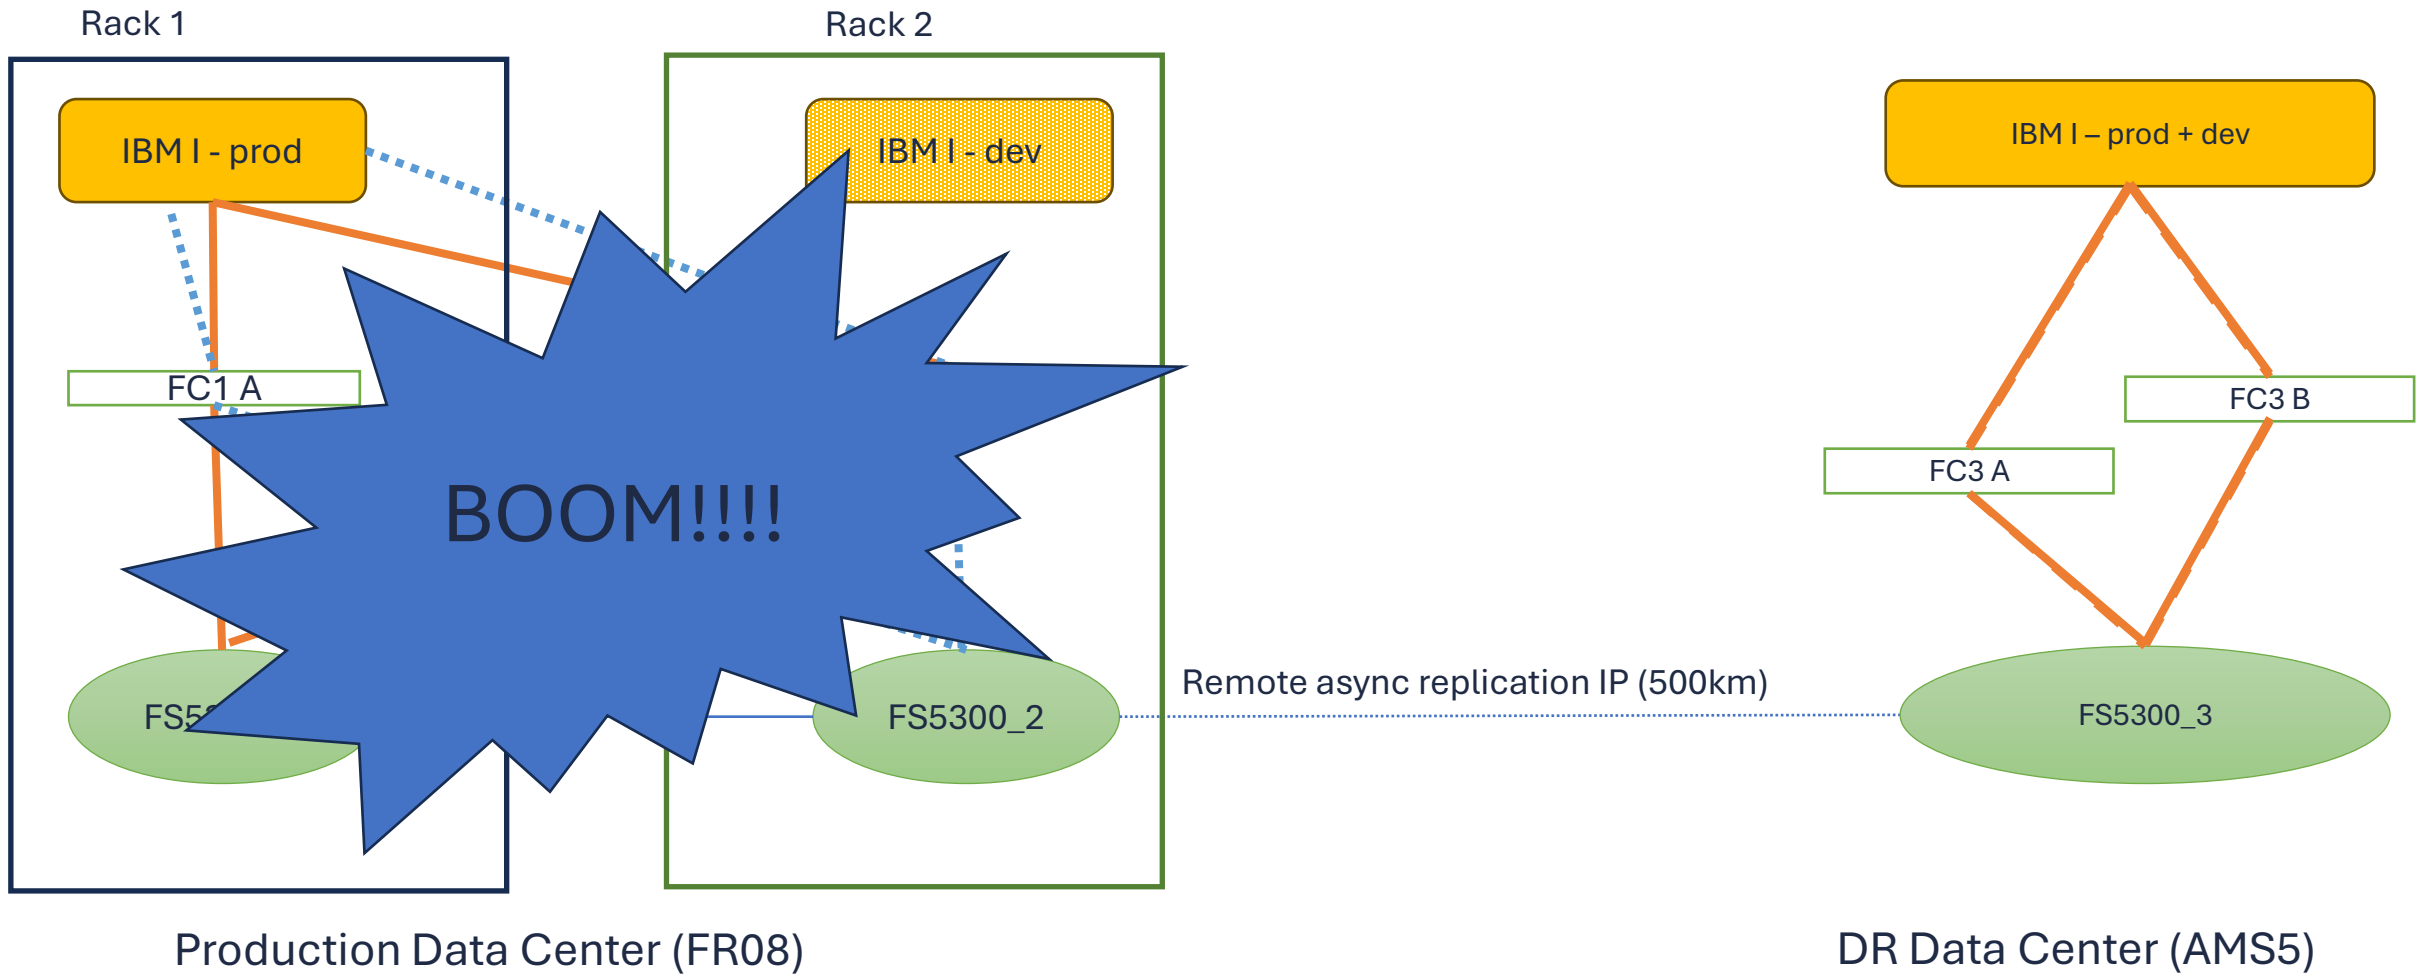 Rack 1
Rack 2
IBM I - prod
IBM I - dev
IBM I – prod + dev
FC1 A
FC3 B
FC3 A
BOOM!!!!
Remote async replication IP (500km)
FS5
FS5300_2
FS5300_3
Production Data Center (FR08)
DR Data Center (AMS5)